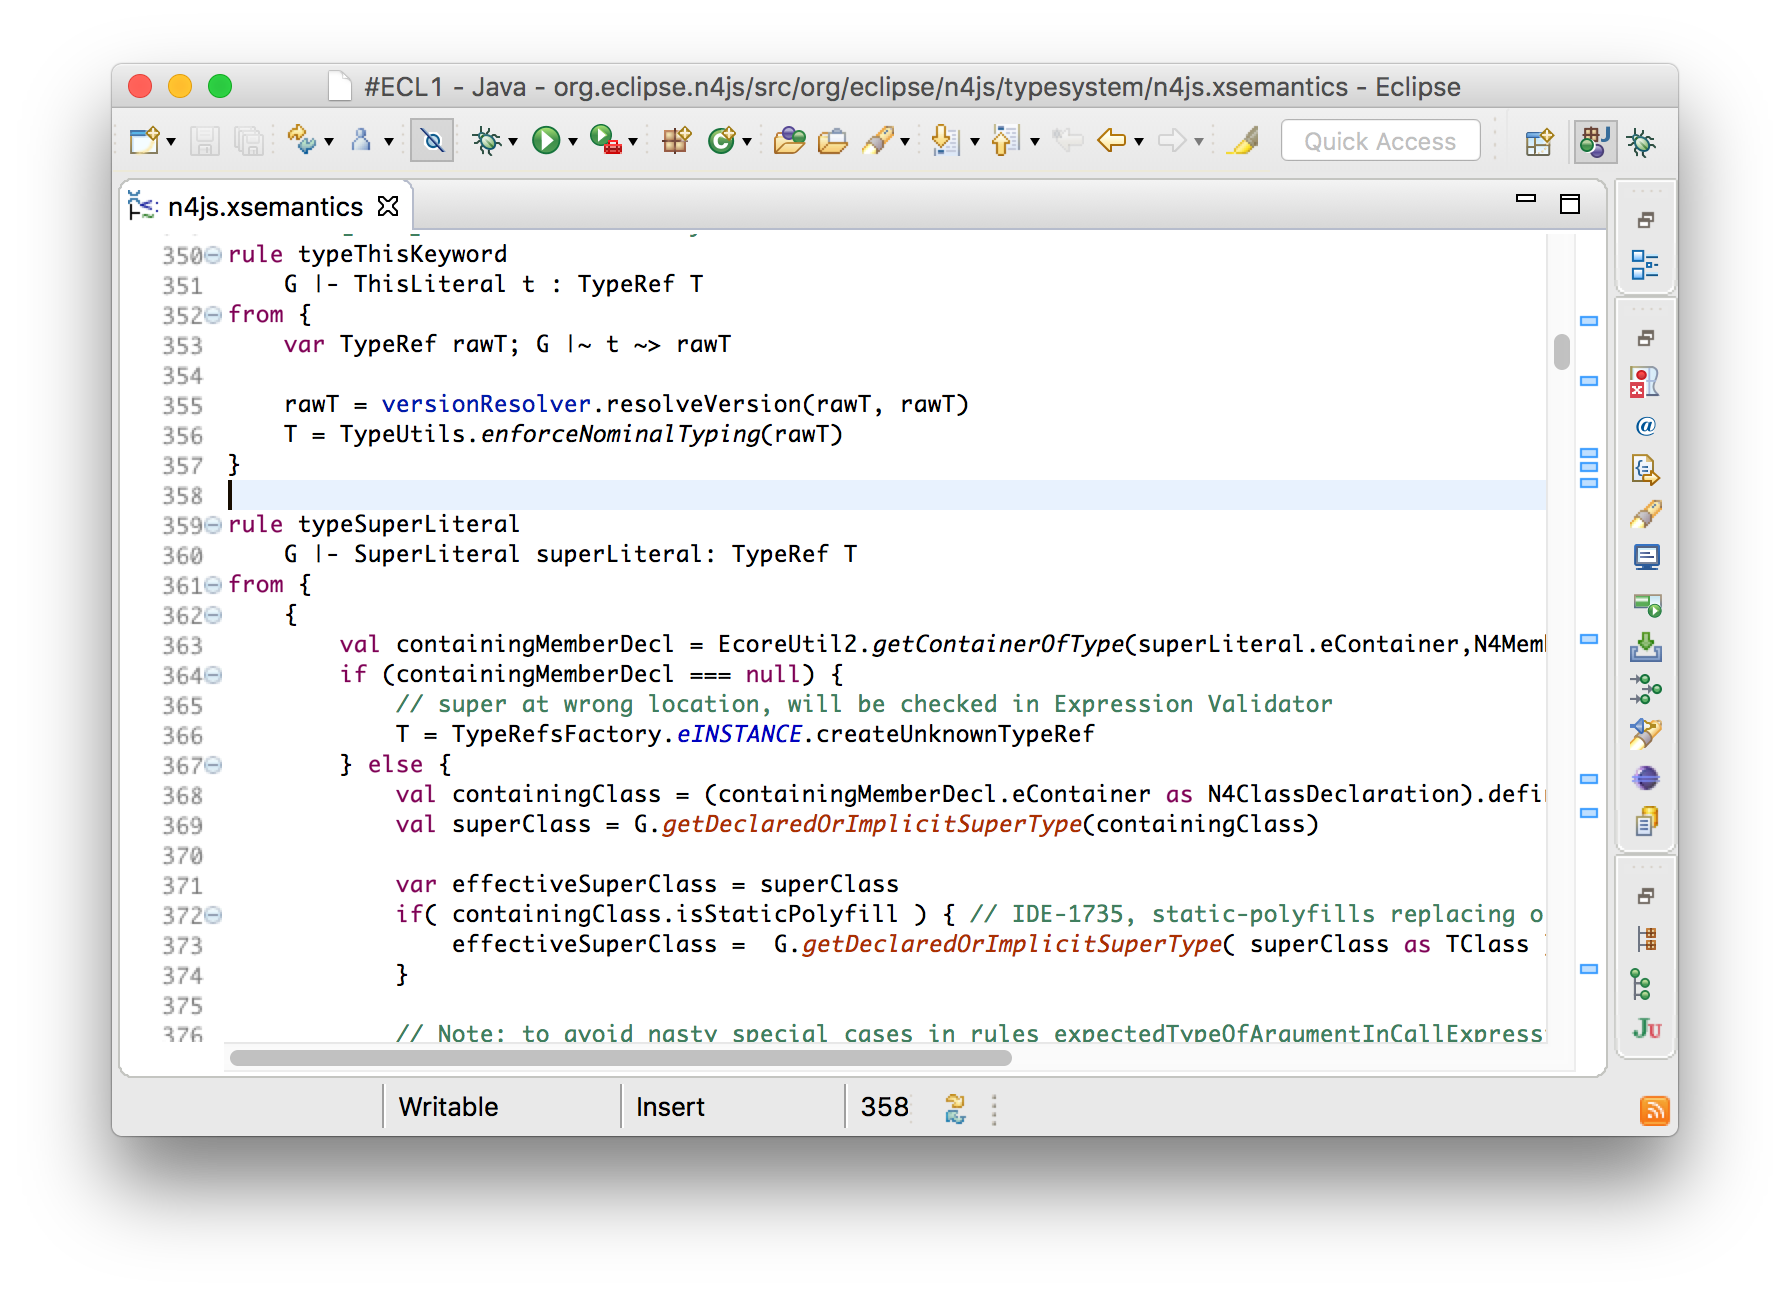 #ECL1 - Java - org.eclipse.n4js/src/org/eclipse/n4js/typesystem/n4js.xsemantics - Eclipse
Quick Access
n4js.xsemantics
350 rule typeThisKeyword
351     G |- ThisLiteral t : TypeRef T
352 from {
353     var TypeRef rawT; G |~ t ~> rawT
354
355     rawT = versionResolver.resolveVersion(rawT, rawT)
356     T = TypeUtils.enforceNominalTyping(rawT)
357 }
358
359 rule typeSuperLiteral
360     G |- SuperLiteral superLiteral: TypeRef T
361 from {
362     {
363         val containingMemberDecl = EcoreUtil2.getContainerOfType(superLiteral.eContainer,N4Mem
364         if (containingMemberDecl === null) {
365             // super at wrong location, will be checked in Expression Validator
366             T = TypeRefsFactory.eINSTANCE.createUnknownTypeRef
367         } else {
368             val containingClass = (containingMemberDecl.eContainer as N4ClassDeclaration).defi
369             val superClass = G.getDeclaredOrImplicitSuperType(containingClass)
370
371             var effectiveSuperClass = superClass
372             if( containingClass.isStaticPolyfill ) { // IDE-1735, static-polyfills replacing o
373                 effectiveSuperClass =  G.getDeclaredOrImplicitSuperType( superClass as TClass
374             }
375
376             // Note: to avoid nasty special cases in rules expectedTypeOfArgumentInCallExpress
Writable
Insert
358